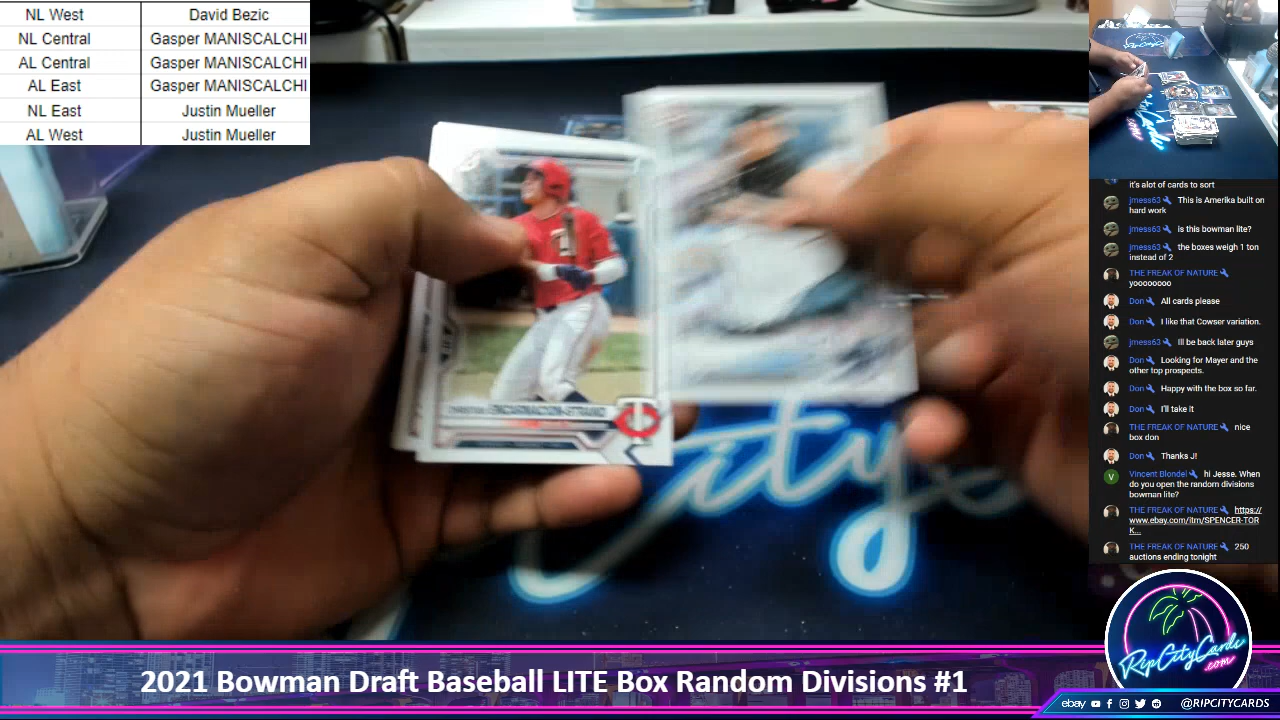 NL West David Bezic
NL Central Gasper MANISCALCHI
AL Central Gasper MANISCALCHI
AL East Gasper MANISCALCHI
NL East Justin Mueller
AL West Justin Mueller
it's alot of cards to sort
jmess63 This is Amerika built on
hard work
jmess63 is this bowman lite?
jmess63 the boxes weigh 1 ton
instead of 2
THE FREAK OF NATURE
yoooooooo
Don All cards please
Don I like that Cowser variation.
jmess63 Ill be back later guys
Don Looking for Mayer and the
other top prospects.
Don Happy with the box so far.
Don I'll take it
THE FREAK OF NATURE nice
box don
Don Thanks J!
V Vincent Blondel hi Jesse. When
do you open the random divisions
bowman lite?
THE FREAK OF NATURE https://
www.ebay.com/itm/SPENCER-TOR
K...
THE FREAK OF NATURE 250
auctions ending tonight
City
RipCityCards
.com
2021 Bowman Draft Baseball LITE Box Random Divisions #1
ebay @RIPCITYCARDS